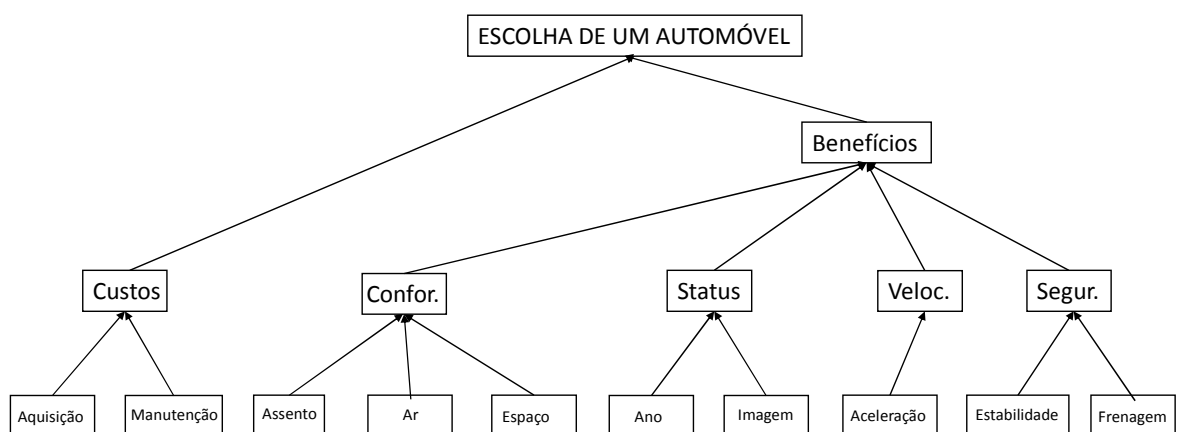 ESCOLHA DE UM AUTOMÓVEL
Benefícios
Custos
Confor.
Status
Veloc.
Segur.
Aquisição
Manutenção
Assento
Ar
Espaço
Ano
Imagem
Aceleração
Estabilidade
Frenagem